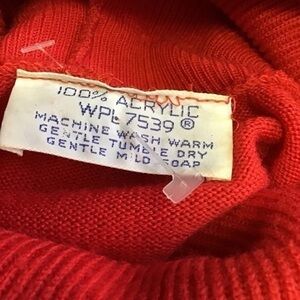 100% ACRYLIC
WPL 7539 ®
MACHINE WASH WARM
GENTLE TUMBLE DRY
GENTLE MILD SOAP